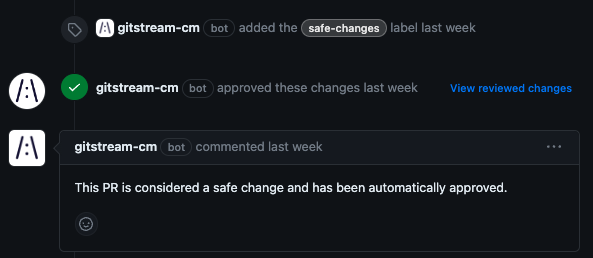 gitstream-cm bot added the safe-changes label last week
gitstream-cm bot approved these changes last week View reviewed changes
gitstream-cm bot commented last week
This PR is considered a safe change and has been automatically approved.